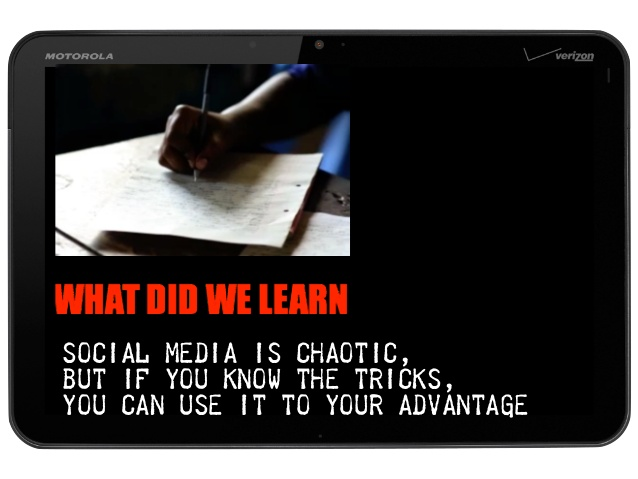 MOTOROLA
verizon
WHAT DID WE LEARN
SOCIAL MEDIA IS CHAOTIC,
BUT IF YOU KNOW THE TRICKS,
YOU CAN USE IT TO YOUR ADVANTAGE